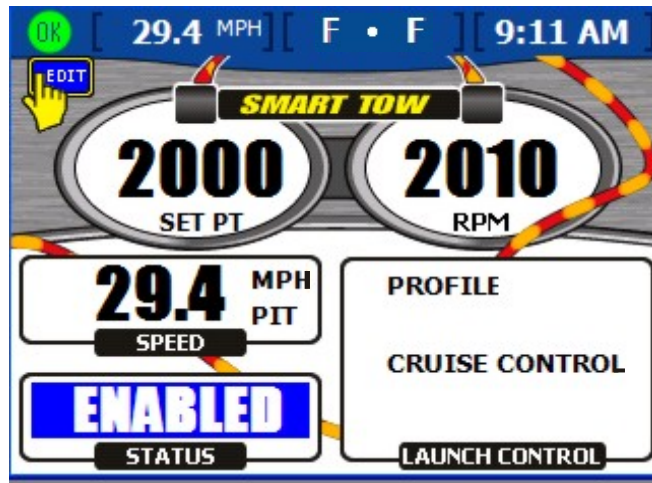 OK [ 29.4 MPH ] [ F • F ] [ 9:11 AM ]
EDIT
SMART TOW
2000
SET PT
2010
RPM
29.4 MPH
PIT
SPEED
ENABLED
STATUS
PROFILE
CRUISE CONTROL
LAUNCH CONTROL